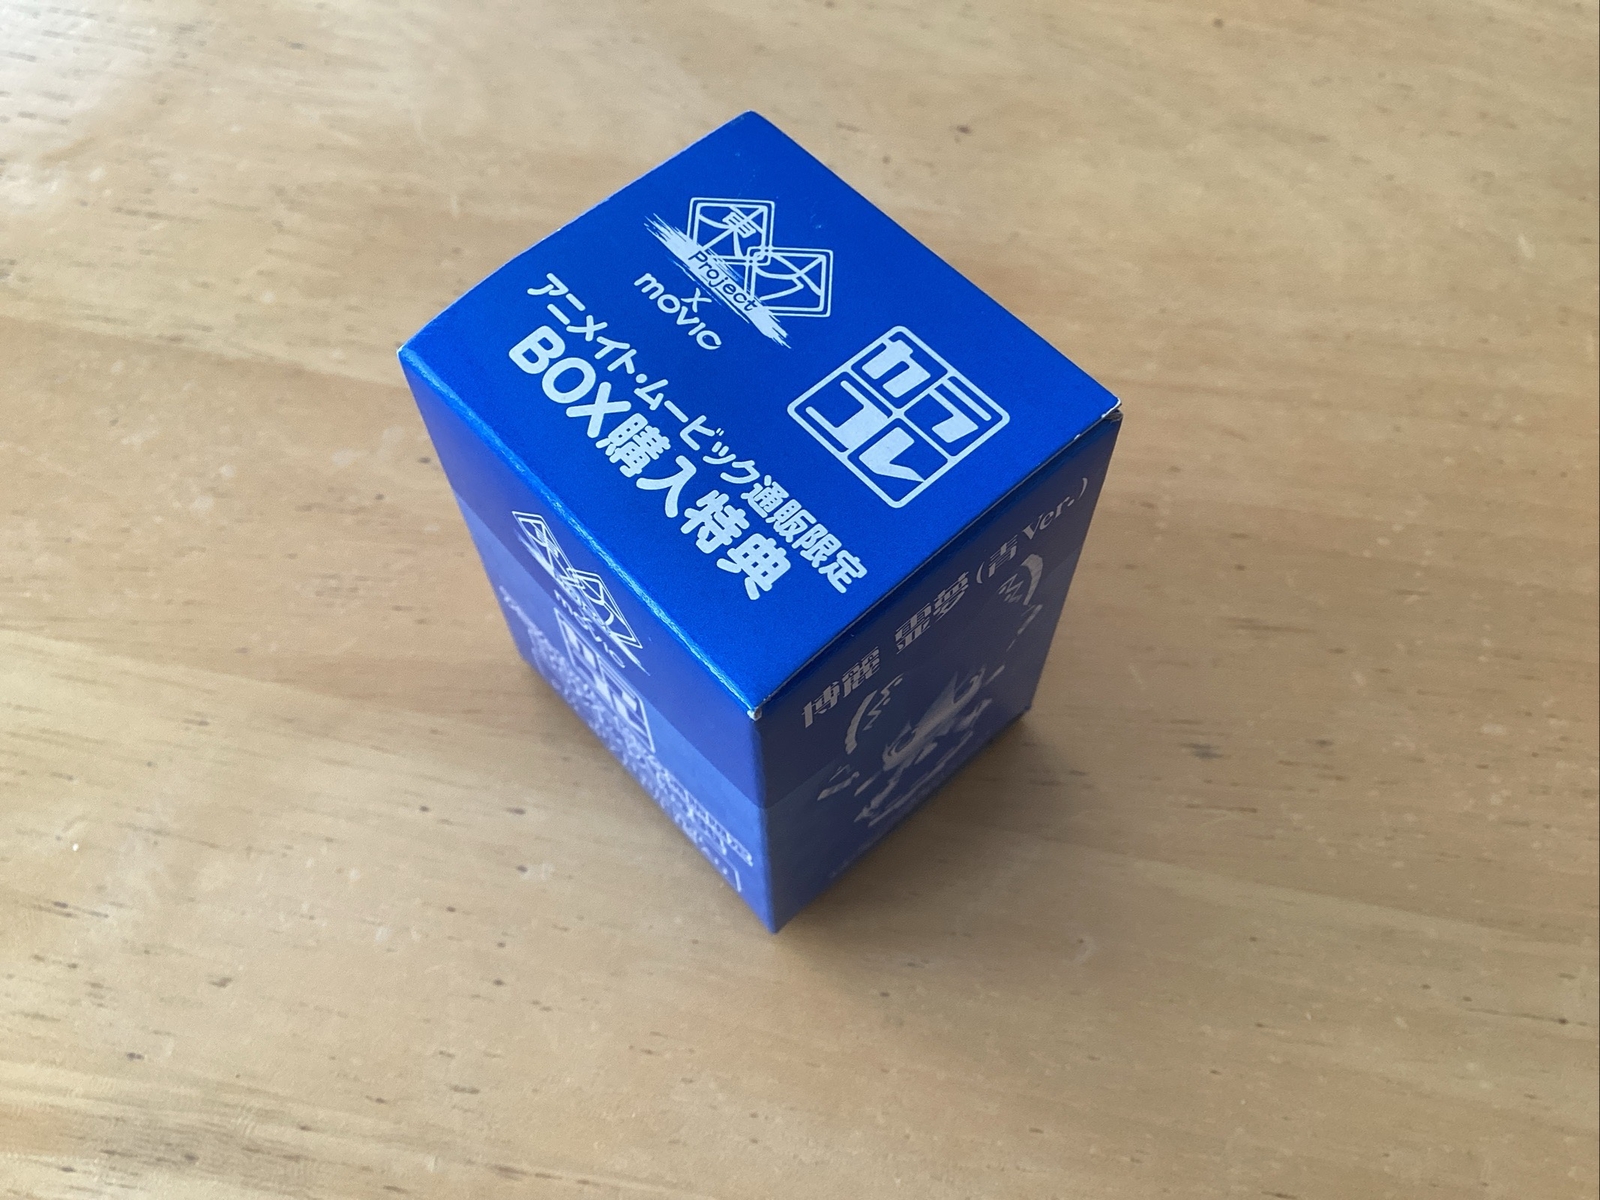 東方
Project
×
movic
カラ
コレ
アニメイト・ムービック通販限定
BOX購入特典
博麗 霊夢(青Ver.)
movic